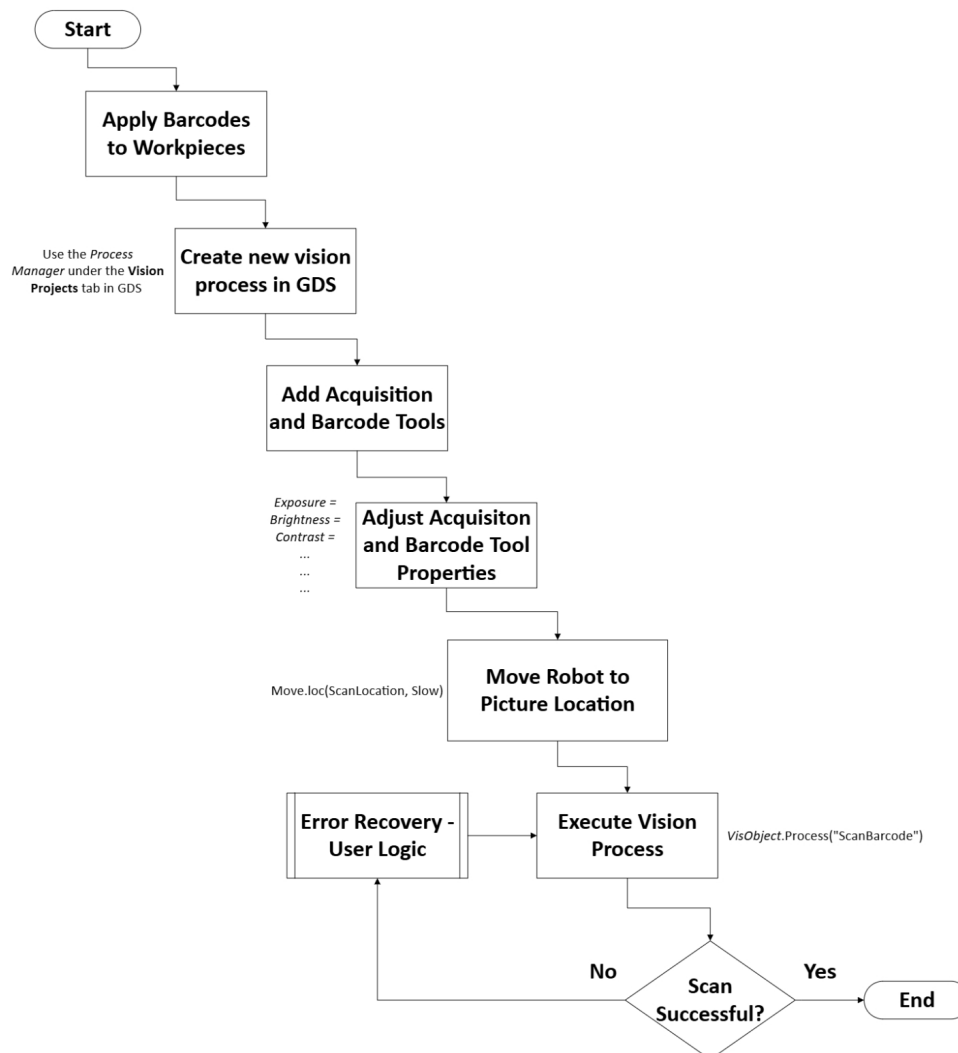 Start
Apply Barcodes
to Workpieces
Use the Process
Manager under the Vision
Projects tab in GDS
Create new vision
process in GDS
Add Acquisition
and Barcode Tools
Exposure =
Brightness =
Contrast =
...
...
...
Adjust Acquisiton
and Barcode Tool
Properties
Move.loc(ScanLocation, Slow)
Move Robot to
Picture Location
Error Recovery -
User Logic
Execute Vision
Process
VisObject.Process("ScanBarcode")
No
Yes
Scan
Successful?
End